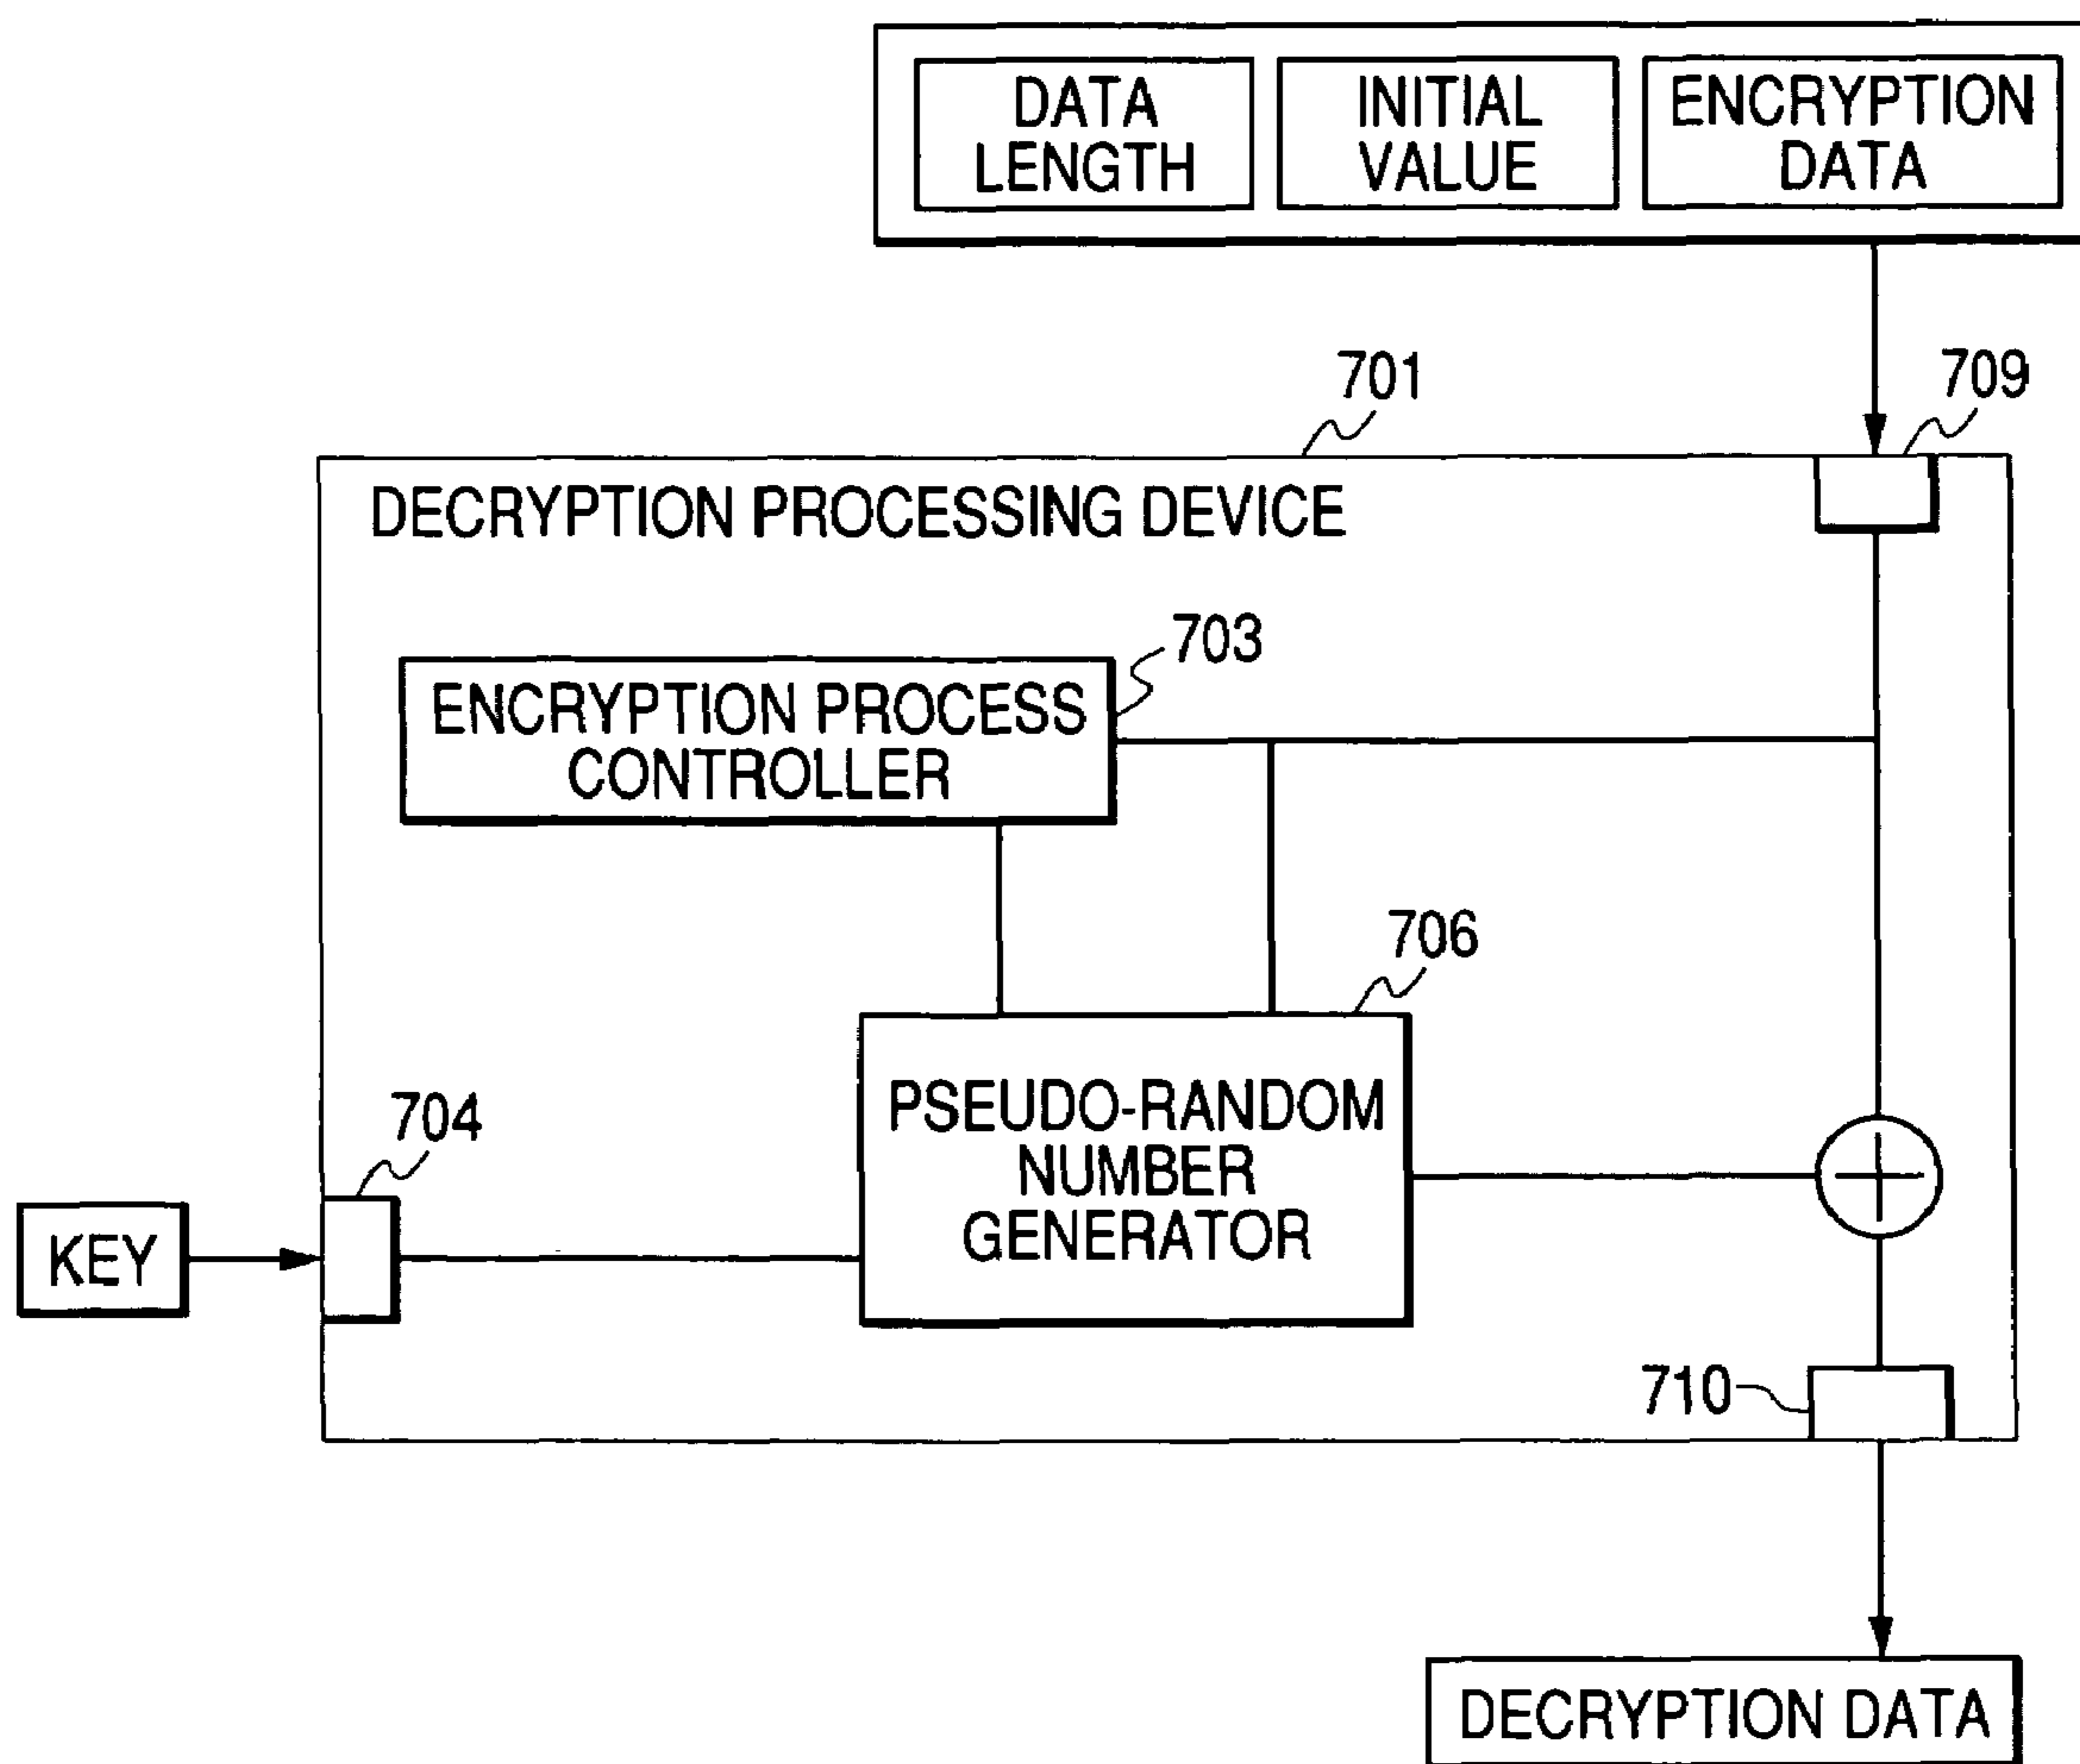 DATA
LENGTH
INITIAL
VALUE
ENCRYPTION
DATA
701
709
DECRYPTION PROCESSING DEVICE
703
ENCRYPTION PROCESS
CONTROLLER
706
PSEUDO-RANDOM
NUMBER
GENERATOR
704
KEY
710
DECRYPTION DATA